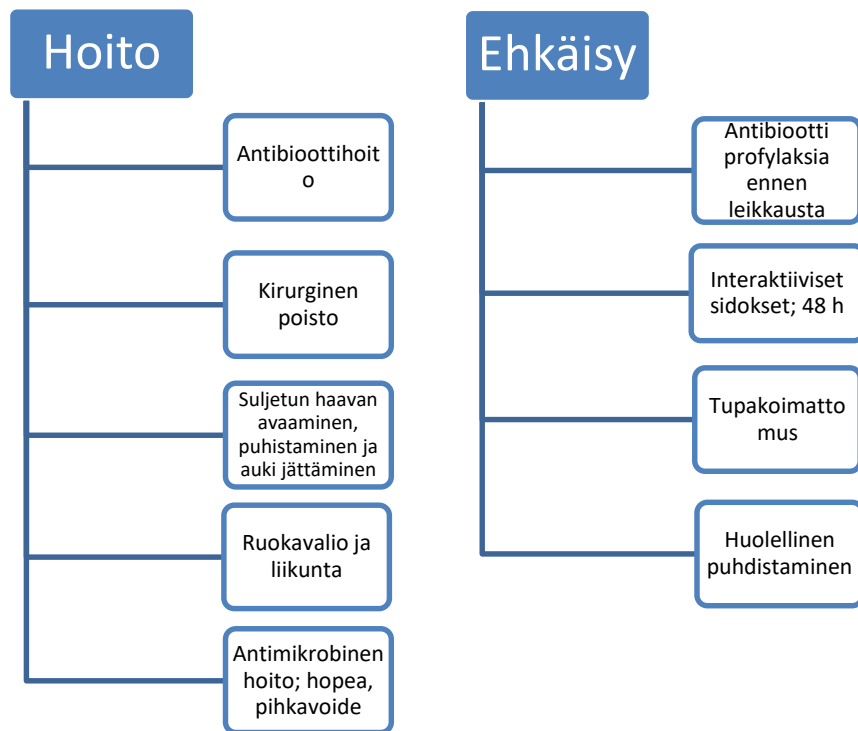 Hoito
Antibioottihoit
o
Kirurginen
poisto
Suljetun haavan
avaaminen,
puhistaminen ja
auki jättäminen
Ruokavalio ja
liikunta
Antimikrobinen
hoito; hopea,
pihkavoide
Ehkäisy
Antibiootti
profylaksia
ennen
leikkausta
Interaktiiviset
sidokset; 48 h
Tupakoimatto
mus
Huolellinen
puhdistaminen